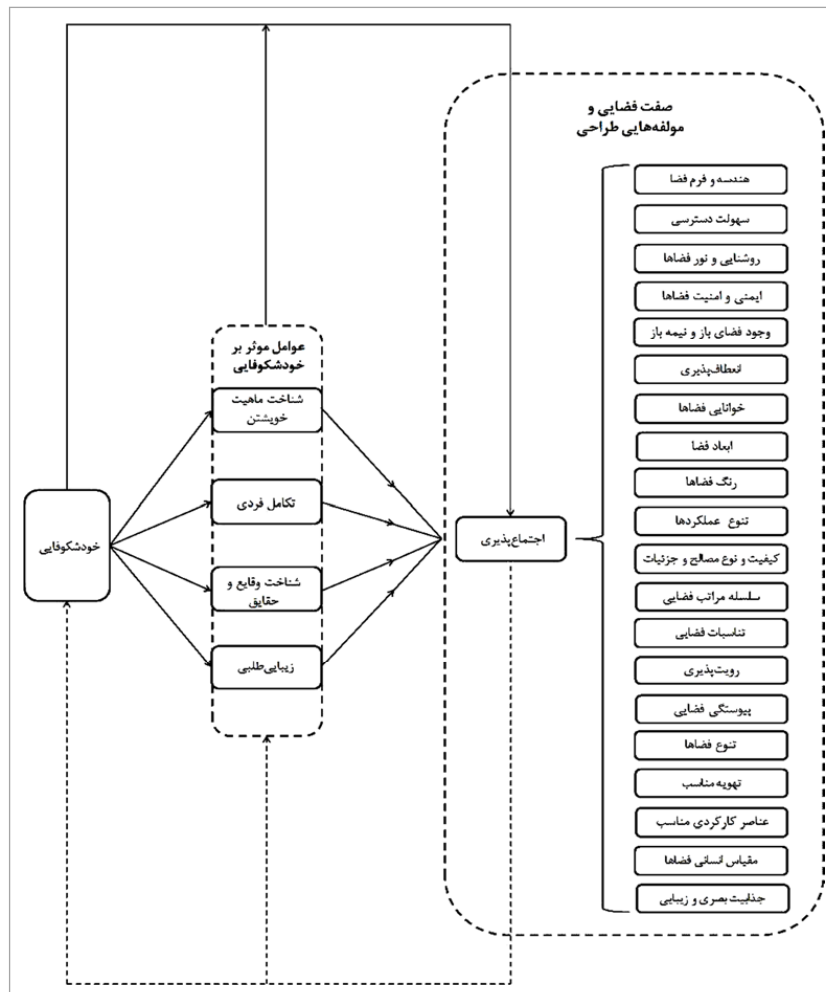 صفت فضایی و
مولفه‌هایی طراحی
هندسه و فرم فضا
سهولت دسترسی
روشنایی و نور فضاها
ایمنی و امنیت فضاها
وجود فضای باز و نیمه باز
انعطاف‌پذیری
خوانایی فضاها
ابعاد فضا
رنگ فضاها
تنوع عملکردها
کیفیت و نوع مصالح و جزئیات
سلسله مراتب فضایی
تناسبات فضایی
رویت‌پذیری
پیوستگی فضایی
تنوع فضاها
تهویه مناسب
عناصر کارکردی مناسب
مقیاس انسانی فضاها
جذابیت بصری و زیبایی
اجتماع‌پذیری
عوامل موثر بر
خودشکوفایی
شناخت ماهیت
خویشتن
تکامل فردی
شناخت وقایع و
حقایق
زیبایی‌طلبی
خودشکوفایی